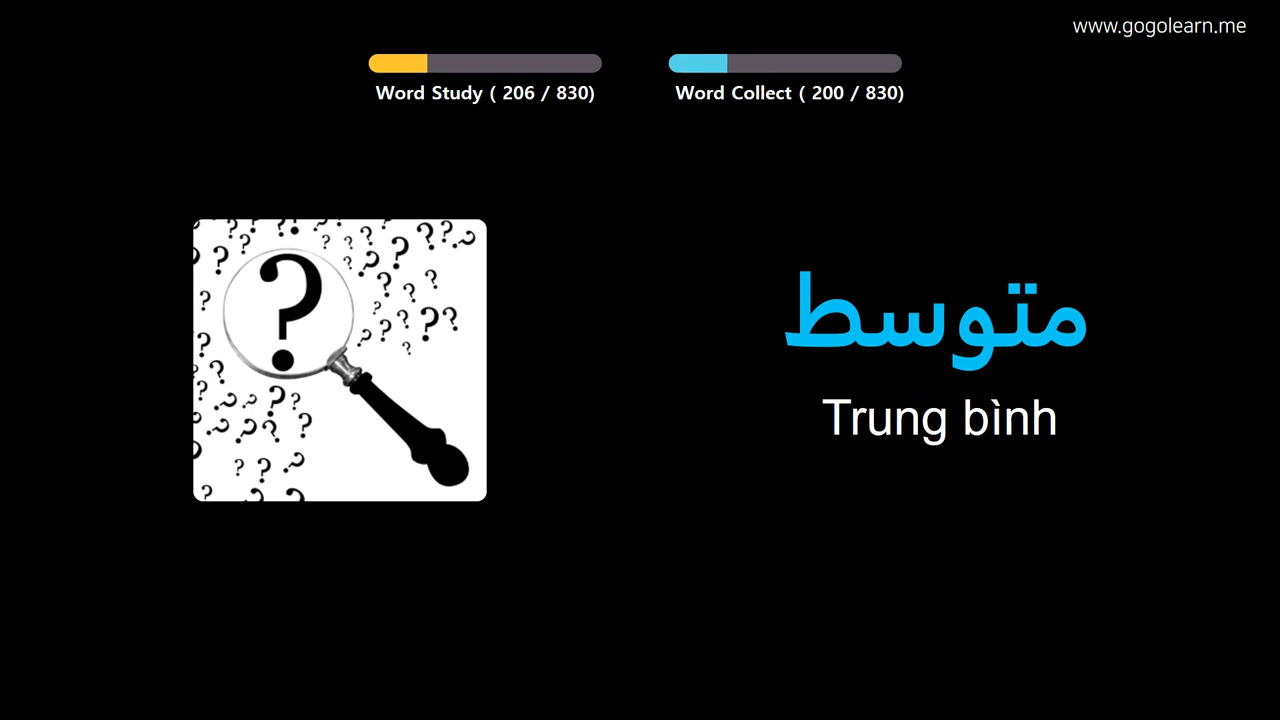 www.gogolearn.me
Word Study ( 206 / 830)
Word Collect ( 200 / 830)
متوسط
Trung bình